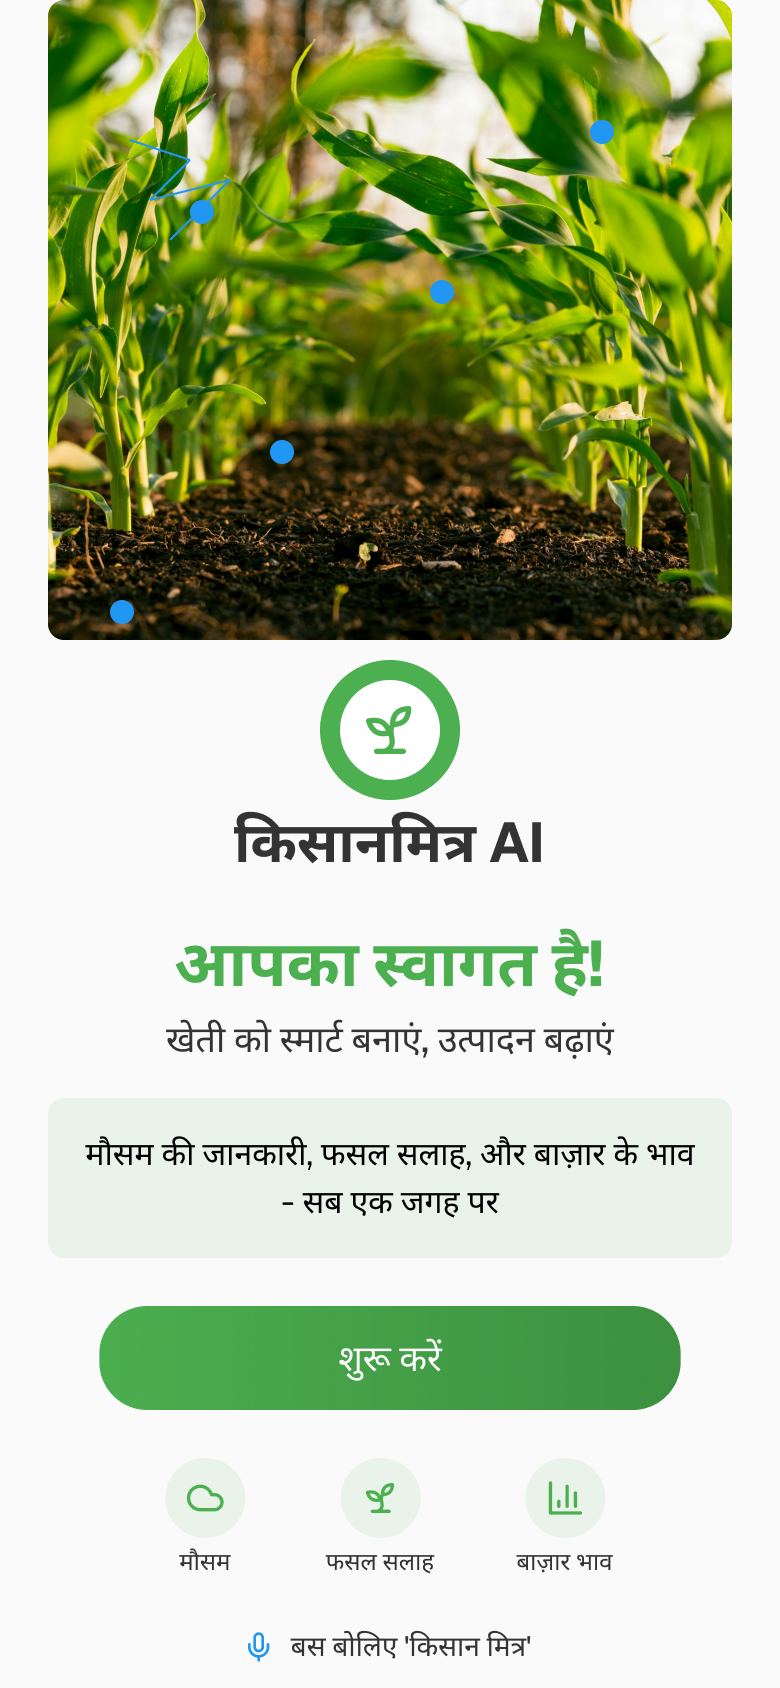 किसानमित्र AI
आपका स्वागत है!
खेती को स्मार्ट बनाएं, उत्पादन बढ़ाएं
मौसम की जानकारी, फसल सलाह, और बाज़ार के भाव
- सब एक जगह पर
शुरू करें
मौसम
फसल सलाह
बाज़ार भाव
बस बोलिए 'किसान मित्र'